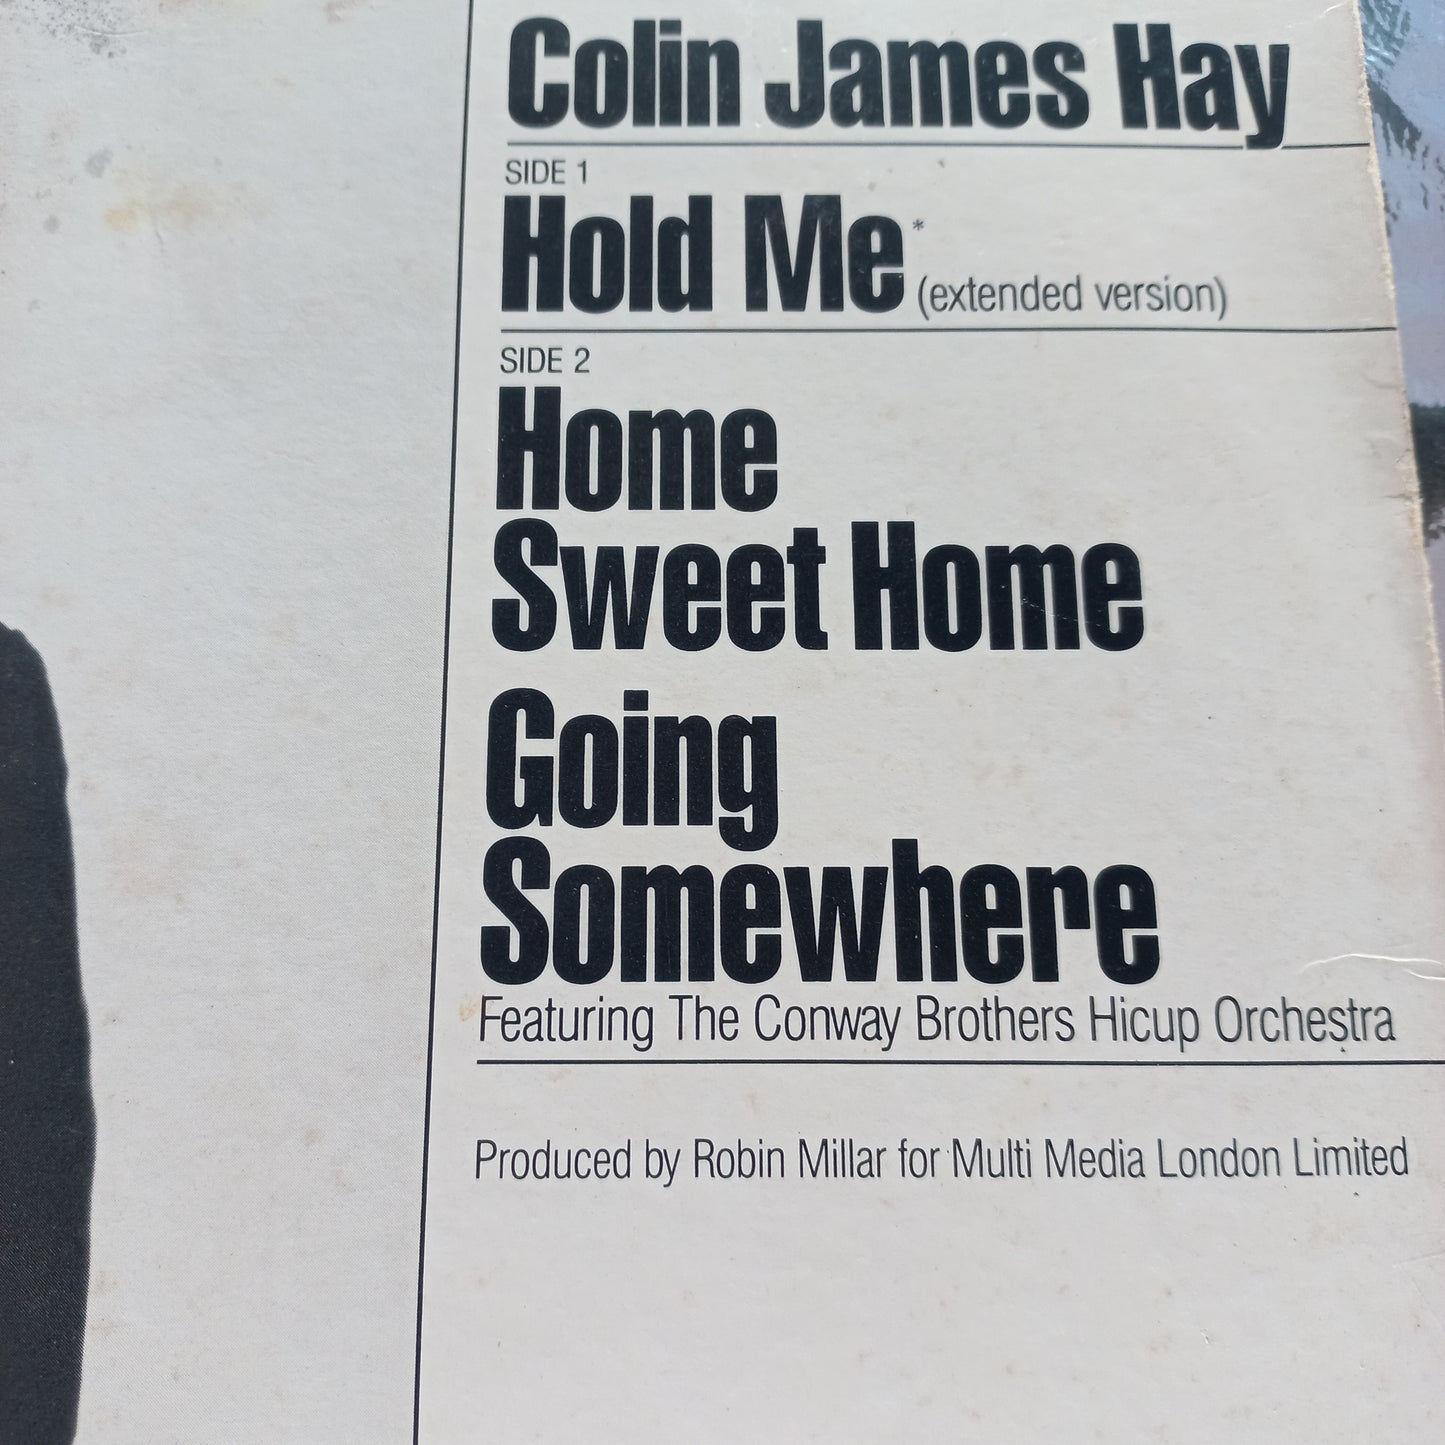 Colin James Hay
SIDE 1
Hold Me* (extended version)
SIDE 2
Home
Sweet Home
Going
Somewhere
Featuring The Conway Brothers Hicup Orchestra
Produced by Robin Millar for Multi Media London Limited